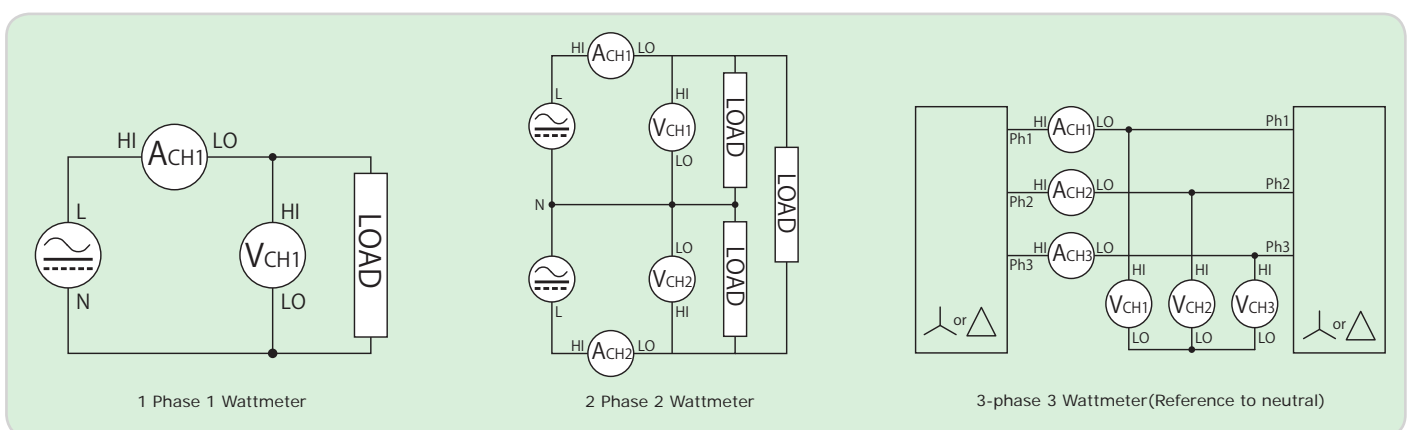 HI ACH1 LO
L
HI
VCH1
LO
N
LOAD
1 Phase 1 Wattmeter
HI ACH1 LO
L
HI
VCH1
LO
LOAD
LOAD
N
LO
VCH2
HI
LOAD
L
HI ACH2 LO
2 Phase 2 Wattmeter
HI ACH1 LO
Ph1
Ph1
HI ACH2 LO
Ph2
Ph2
HI ACH3 LO
Ph3
Ph3
HI HI HI
VCH1 VCH2 VCH3
LO LO LO
or
or
3-phase 3 Wattmeter(Reference to neutral)